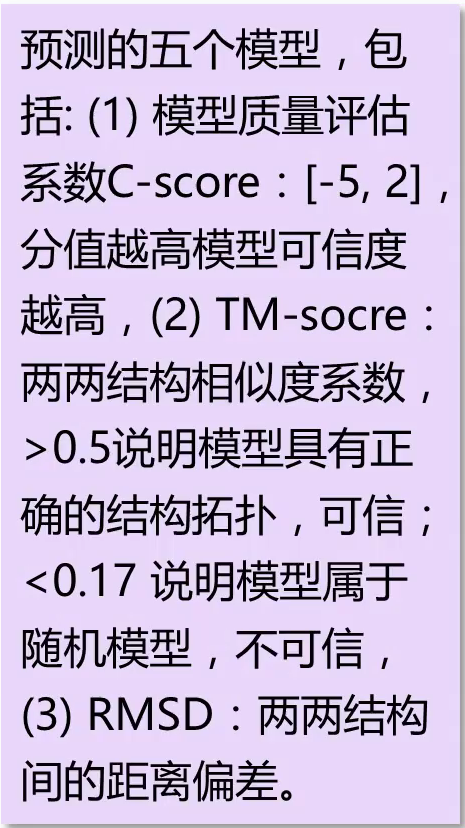 预测的五个模型，包
括: (1) 模型质量评估
系数C-score：[-5, 2]，
分值越高模型可信度
越高，(2) TM-socre：
两两结构相似度系数，
>0.5说明模型具有正
确的结构拓扑，可信；
<0.17 说明模型属于
随机模型，不可信，
(3) RMSD：两两结构
间的距离偏差。